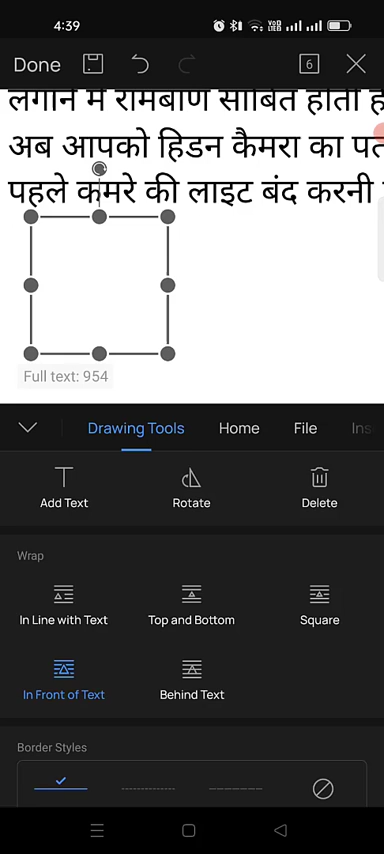 4:39
Done
6
लगाने में रामबाण साबित होता ह
अब आपको हिडन कैमरा का पत
पहले कमरे की लाइट बंद करनी
Full text: 954
Drawing Tools Home File Ins
Add Text Rotate Delete
Wrap
In Line with Text Top and Bottom Square
In Front of Text Behind Text
Border Styles